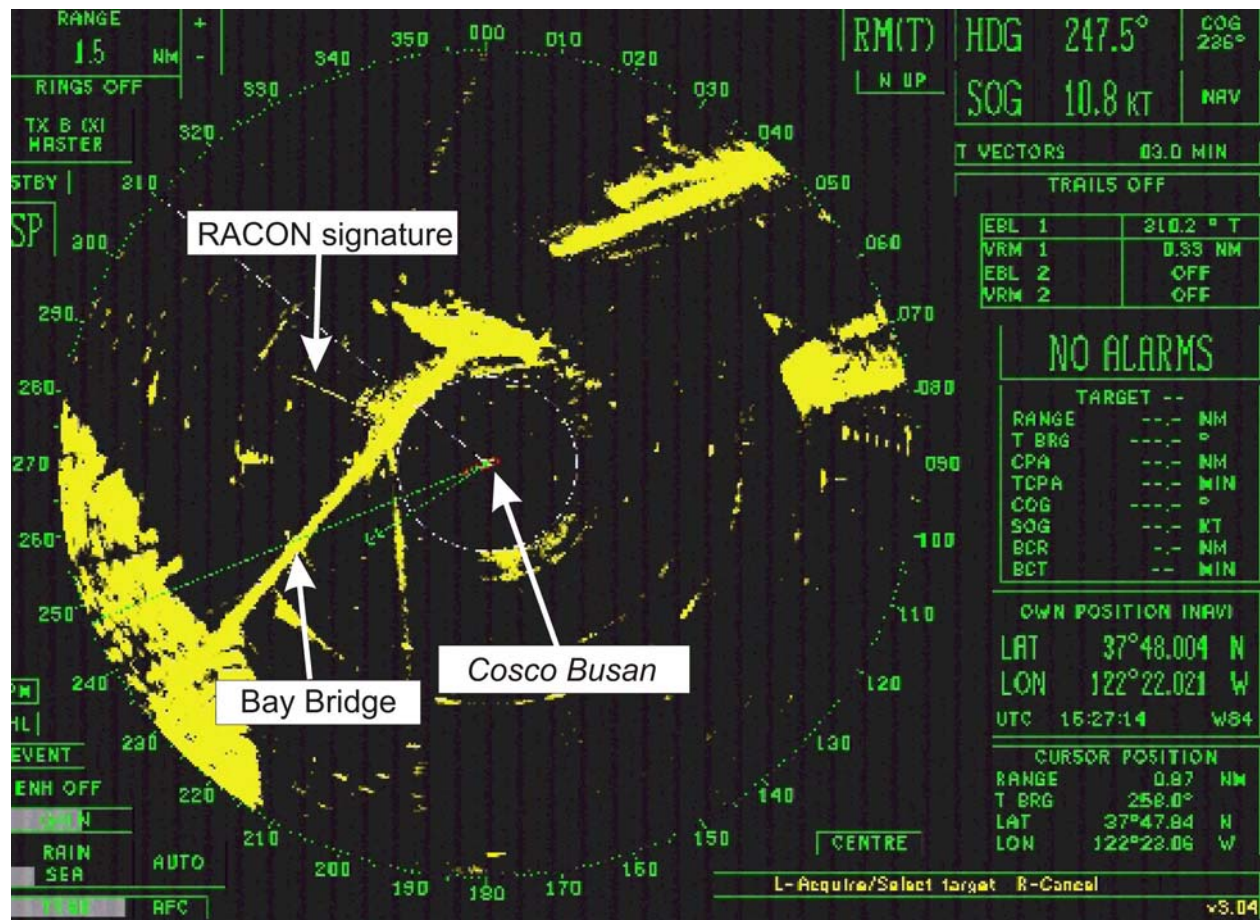 RANGE
1.5 NM
+
-
RINGS OFF
TX B (X)
MASTER
STBY
SP
RM(T)
N UP
HDG 247.5°
COG
236°
SOG 10.8 KT
NAV
T VECTORS 03.0 MIN
TRAILS OFF
EBL 1 310.2 ° T
VRM 1 0.33 NM
EBL 2 OFF
VRM 2 OFF
NO ALARMS
TARGET --
RANGE --.- NM
T BRG ---.- °
CPA --.- NM
TCPA --.- MIN
COG ---.- °
SOG --.- KT
BCR -.- NM
BCT -- MIN
OWN POSITION (NAV)
LAT 37°48.004 N
LON 122°22.021 W
UTC 15:27:14 W84
CURSOR POSITION
RANGE 0.87 NM
T BRG 258.0°
LAT 37°47.84 N
LON 122°23.06 W
000
010
020
030
040
050
060
070
080
090
100
110
120
130
140
150
160
170
180
190
200
210
220
230
240
250
260
270
280
290
300
310
320
330
340
350
RACON signature
Bay Bridge
Cosco Busan
HL
EVENT
ENH OFF
GAIN
RAIN
SEA
AUTO
AFC
CENTRE
L-Acquire/Select target R-Cancel
v3.04